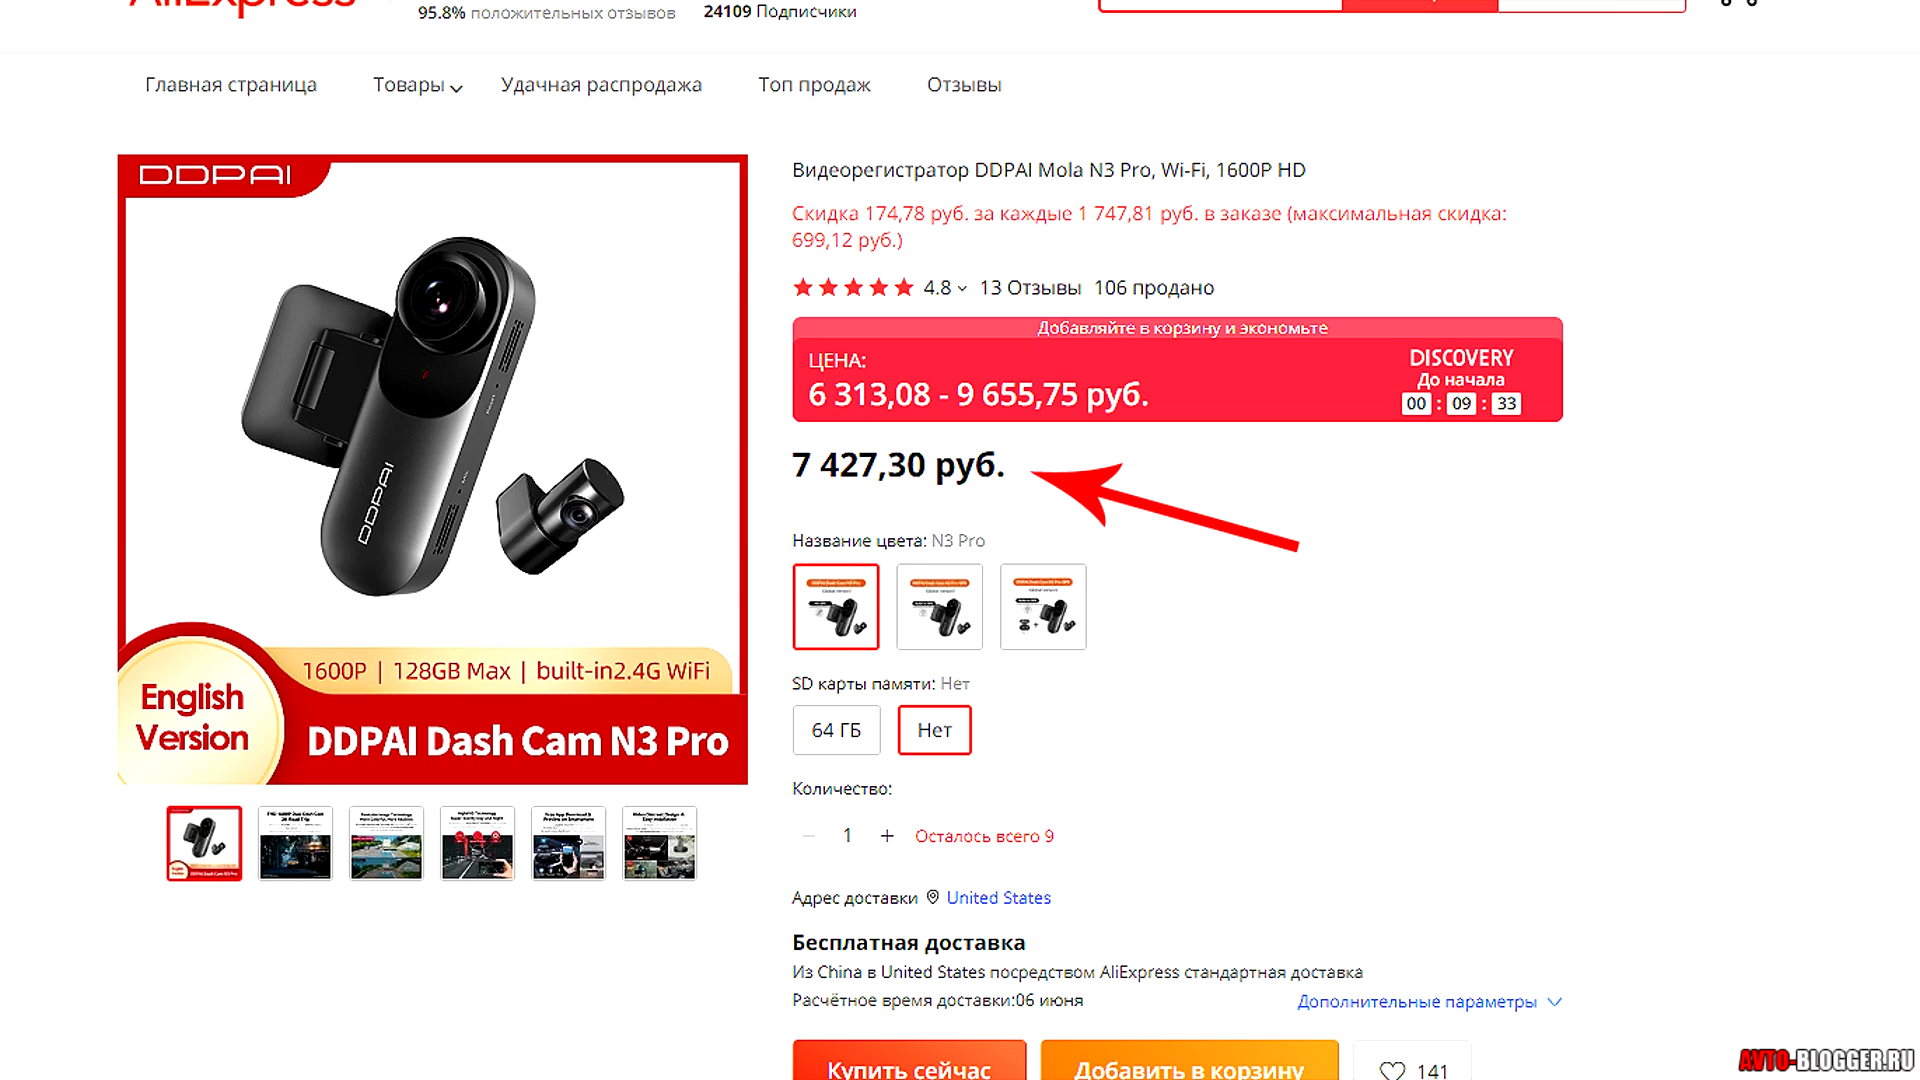 AliExpress
95.8% положительных отзывов 24109 Подписчики
Главная страница Товары Удачная распродажа Топ продаж Отзывы
DDPAI
DDPAI
English
Version
1600P | 128GB Max | built-in2.4G WiFi
DDPAI Dash Cam N3 Pro
Видеорегистратор DDPAI Mola N3 Pro, Wi-Fi, 1600P HD
Скидка 174,78 руб. за каждые 1 747,81 руб. в заказе (максимальная скидка:
699,12 руб.)
4.8 13 Отзывы 106 продано
Добавляйте в корзину и экономьте
ЦЕНА:
6 313,08 - 9 655,75 руб.
DISCOVERY
До начала
00 : 09 : 33
7 427,30 руб.
Название цвета: N3 Pro
SD карты памяти: Нет
64 ГБ Нет
Количество:
1 + Осталось всего 9
Адрес доставки United States
Бесплатная доставка
Из China в United States посредством AliExpress стандартная доставка
Расчётное время доставки:06 июня
Дополнительные параметры
Купить сейчас Добавить в корзину 141
AVTO-BLOGGER.RU